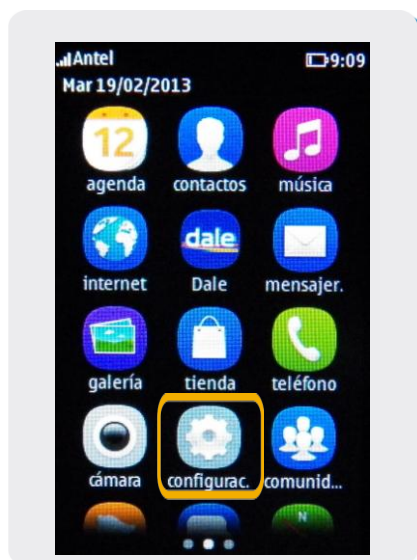 Antel 9:09
Mar 19/02/2013
12
agenda contactos música
dale
internet Dale mensajer.
galería tienda teléfono
cámara configurac. comunid...
N